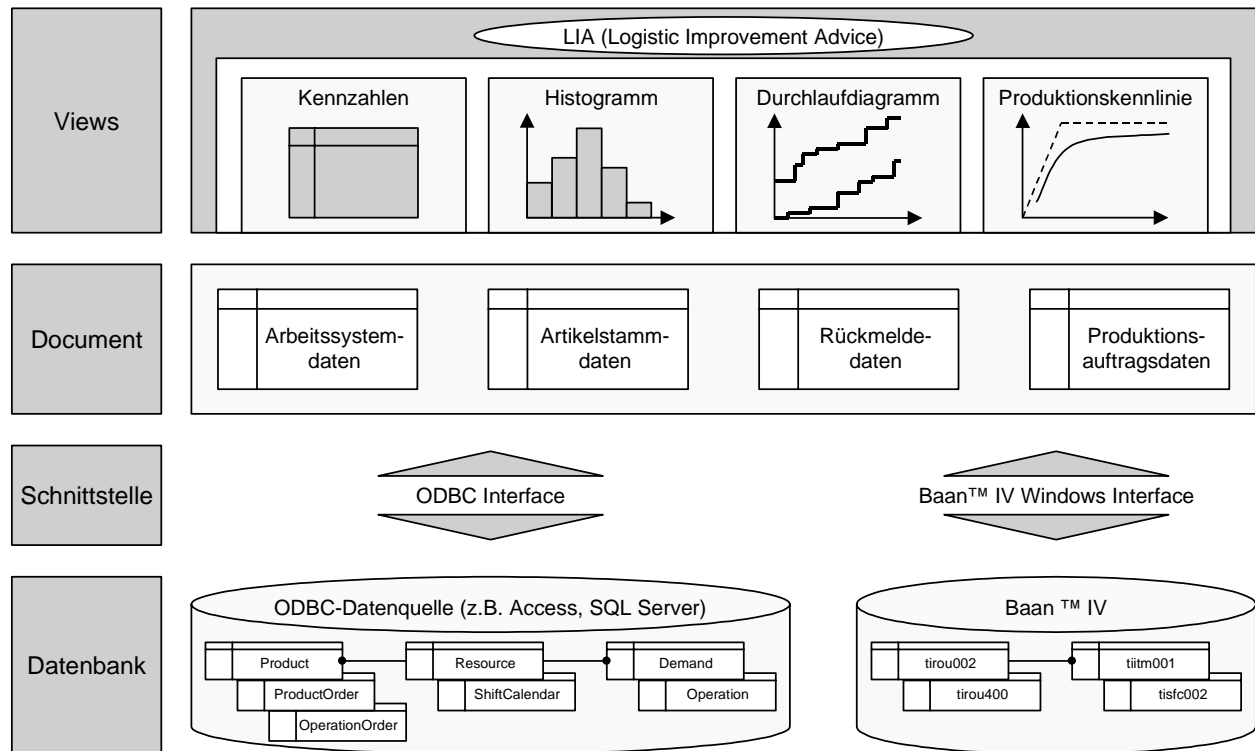 LIA (Logistic Improvement Advice)
Views
Kennzahlen
Histogramm
Durchlaufdiagramm
Produktionskennlinie
Document
Arbeitssystem-
daten
Artikelstamm-
daten
Rückmelde-
daten
Produktions-
auftragsdaten
Schnittstelle
ODBC Interface
Baan™ IV Windows Interface
Datenbank
ODBC-Datenquelle (z.B. Access, SQL Server)
Product
Resource
Demand
ProductOrder
ShiftCalendar
Operation
OperationOrder
Baan ™ IV
tirou002
tiitm001
tirou400
tisfc002